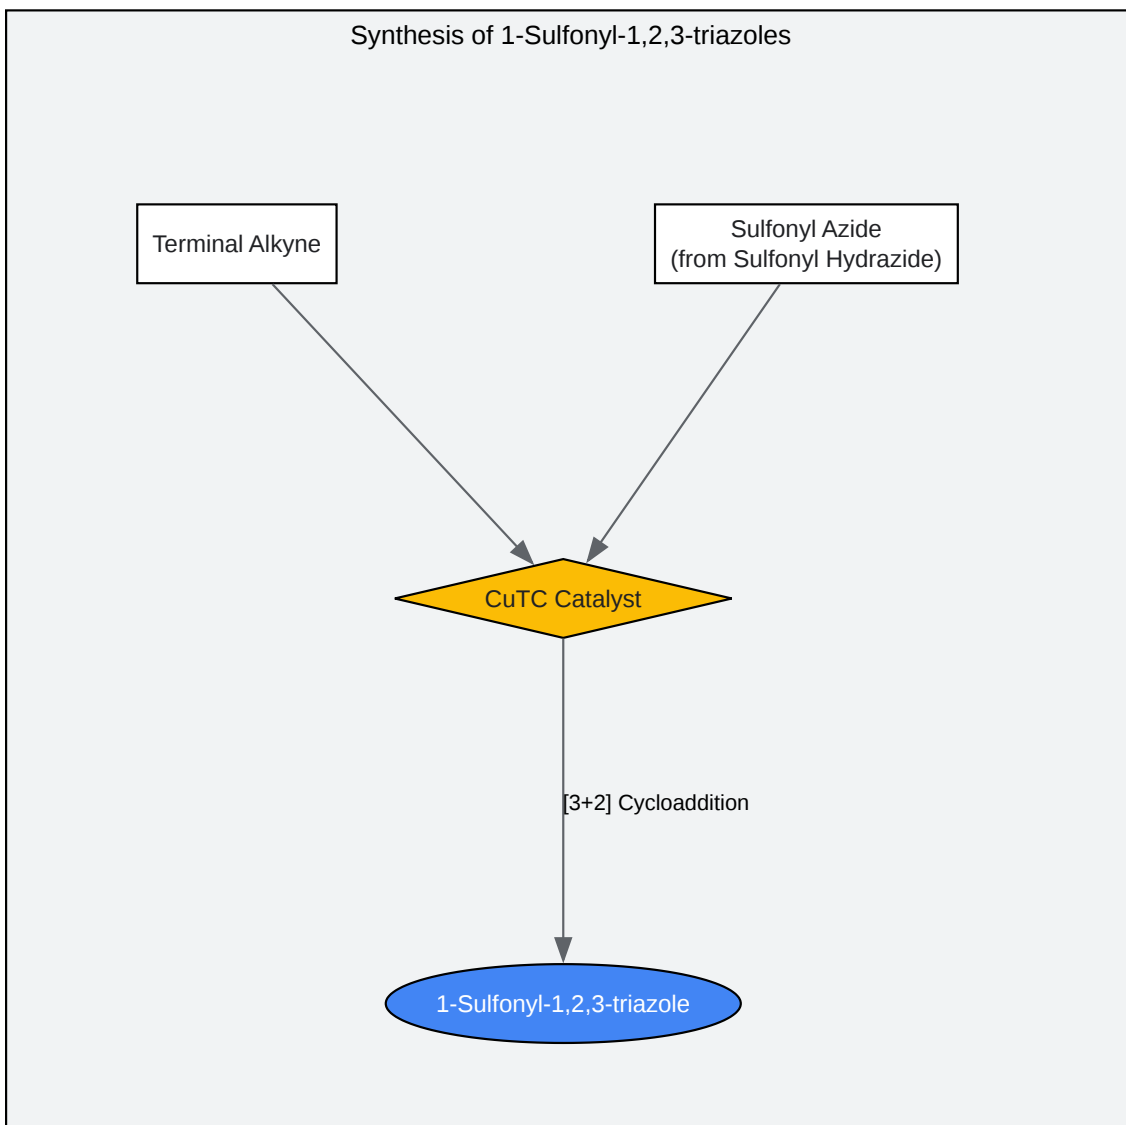 Synthesis of 1-Sulfonyl-1,2,3-triazoles
Terminal Alkyne
Sulfonyl Azide
(from Sulfonyl Hydrazide)
CuTC Catalyst
[3+2] Cycloaddition
1-Sulfonyl-1,2,3-triazole